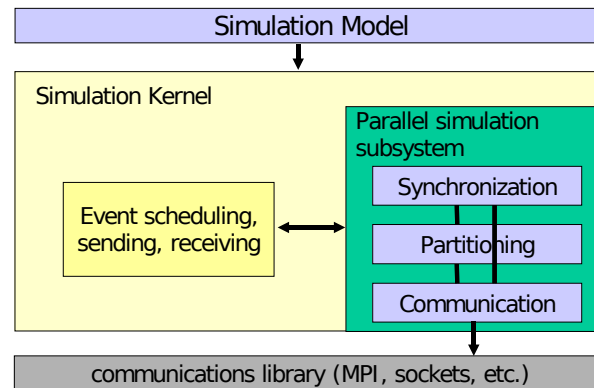 Simulation Model
Simulation Kernel
Parallel simulation
subsystem
Synchronization
Event scheduling,
sending, receiving
Partitioning
Communication
communications library (MPI, sockets, etc.)